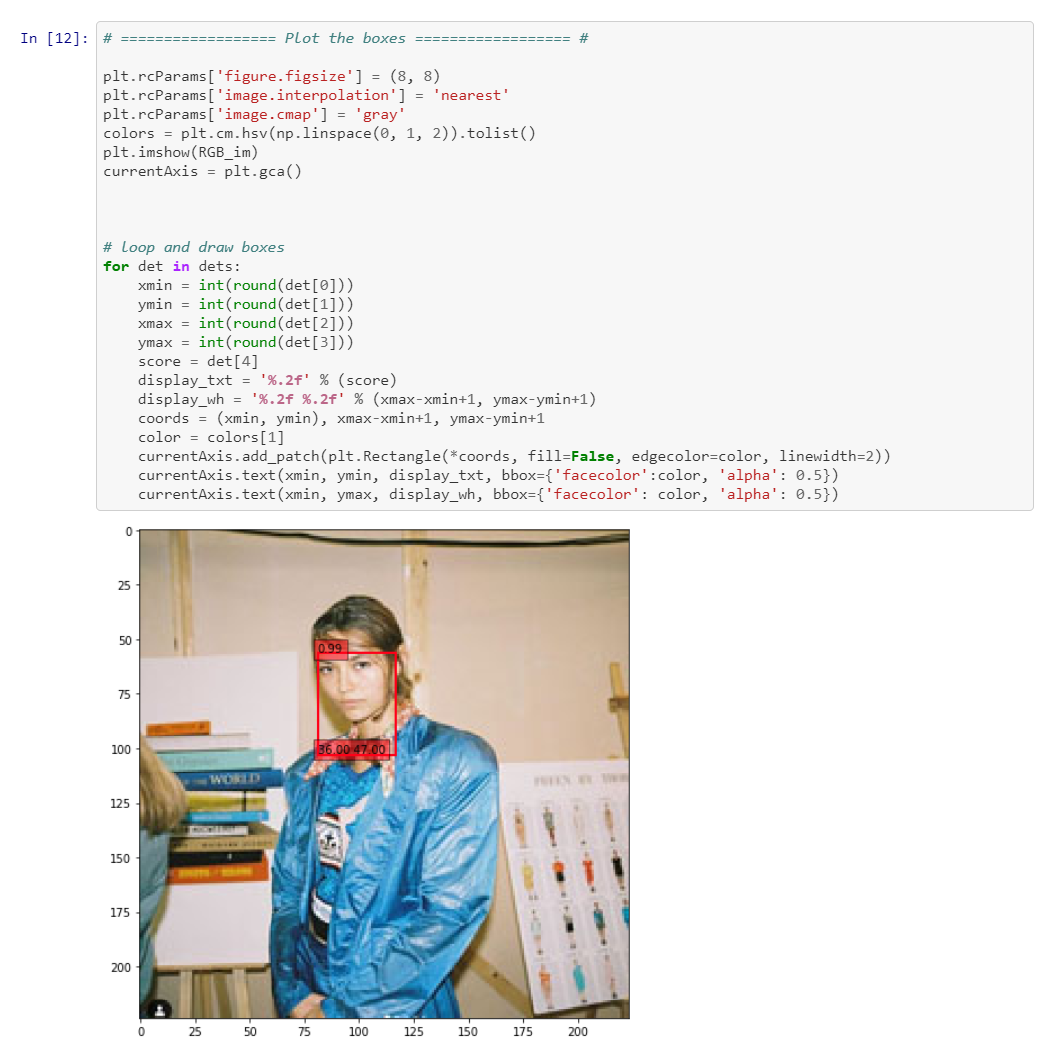 In [12]:
# ================== Plot the boxes ================== #
plt.rcParams['figure.figsize'] = (8, 8)
plt.rcParams['image.interpolation'] = 'nearest'
plt.rcParams['image.cmap'] = 'gray'
colors = plt.cm.hsv(np.linspace(0, 1, 2)).tolist()
plt.imshow(RGB_im)
currentAxis = plt.gca()
# loop and draw boxes
for det in dets:
    xmin = int(round(det[0]))
    ymin = int(round(det[1]))
    xmax = int(round(det[2]))
    ymax = int(round(det[3]))
    score = det[4]
    display_txt = '%.2f' % (score)
    display_wh = '%.2f %.2f' % (xmax-xmin+1, ymax-ymin+1)
    coords = (xmin, ymin), xmax-xmin+1, ymax-ymin+1
    color = colors[1]
    currentAxis.add_patch(plt.Rectangle(*coords, fill=False, edgecolor=color, linewidth=2))
    currentAxis.text(xmin, ymin, display_txt, bbox={'facecolor':color, 'alpha': 0.5})
    currentAxis.text(xmin, ymax, display_wh, bbox={'facecolor': color, 'alpha': 0.5})
0
25
50
0.99
75
100
36.00 47.00
THE WORLD
125
150
175
200
0 25 50 75 100 125 150 175 200